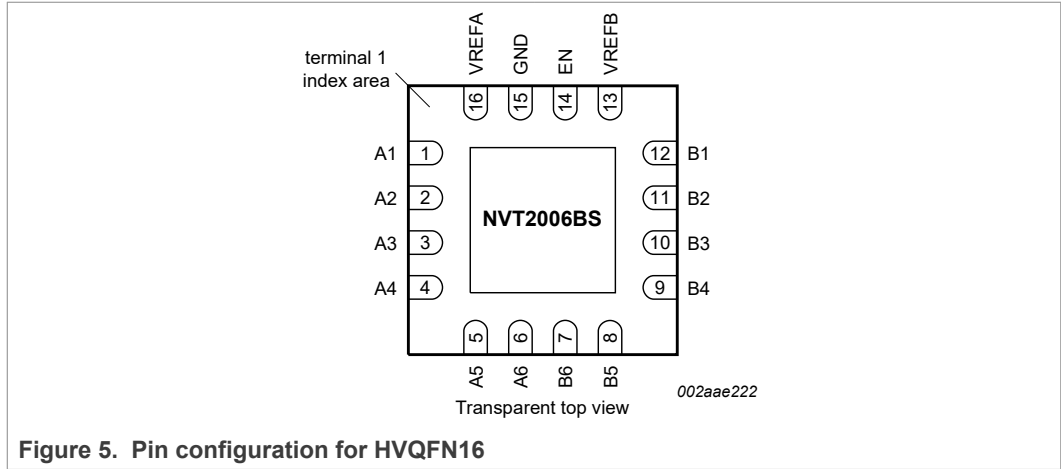 terminal 1
index area
VREFA
GND
EN
VREFB
16
15
14
13
A1 1
12 B1
A2 2
11 B2
A3 3
10 B3
A4 4
9 B4
NVT2006BS
5
6
7
8
A5
A6
B6
B5
002aae222
Transparent top view
Figure 5. Pin configuration for HVQFN16